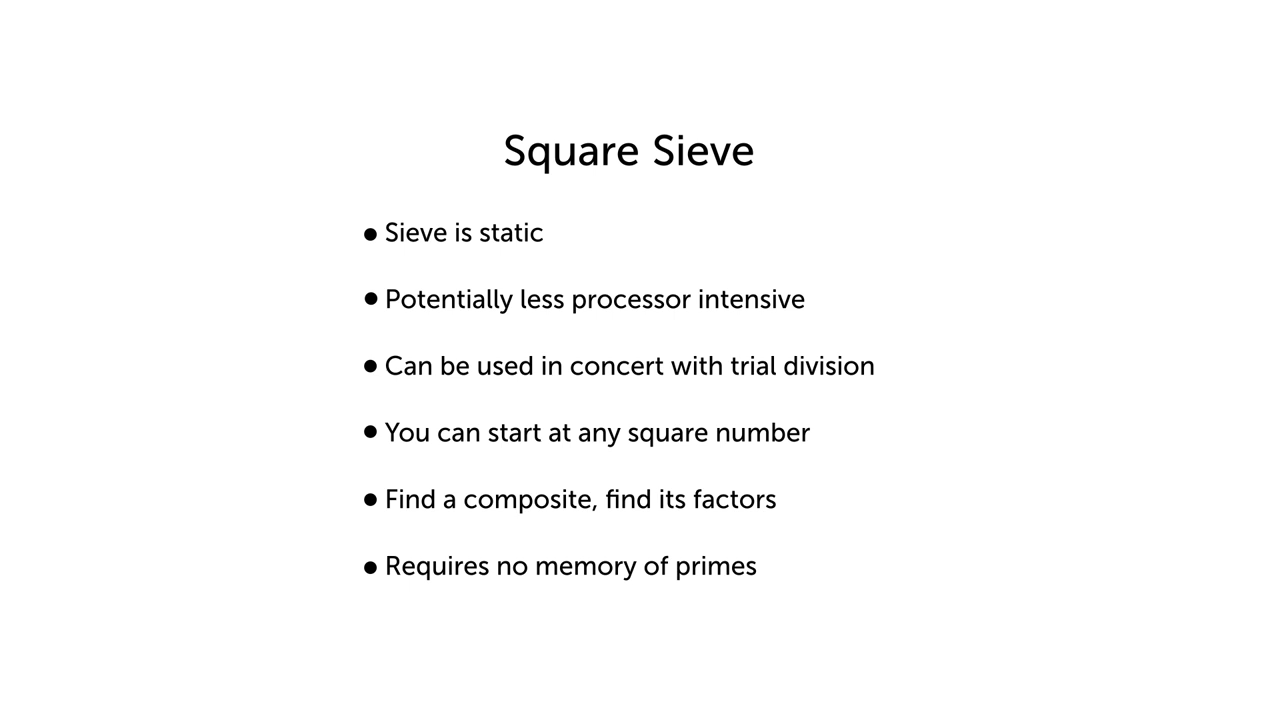 Square Sieve
● Sieve is static
● Potentially less processor intensive
● Can be used in concert with trial division
● You can start at any square number
● Find a composite, find its factors
● Requires no memory of primes